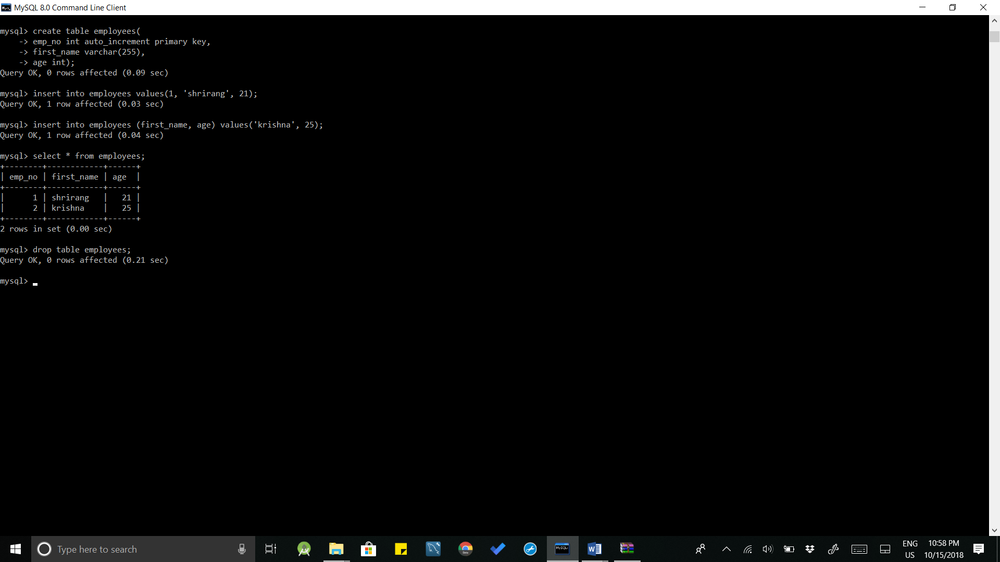 MySQL 8.0 Command Line Client
mysql> create table employees(
    -> emp_no int auto_increment primary key,
    -> first_name varchar(255),
    -> age int);
Query OK, 0 rows affected (0.09 sec)

mysql> insert into employees values(1, 'shrirang', 21);
Query OK, 1 row affected (0.03 sec)

mysql> insert into employees (first_name, age) values('krishna', 25);
Query OK, 1 row affected (0.04 sec)

mysql> select * from employees;
+--------+------------+------+
| emp_no | first_name | age  |
+--------+------------+------+
|      1 | shrirang   |   21 |
|      2 | krishna    |   25 |
+--------+------------+------+
2 rows in set (0.00 sec)

mysql> drop table employees;
Query OK, 0 rows affected (0.21 sec)

mysql> _
Type here to search
ENG
US
10:58 PM
10/15/2018